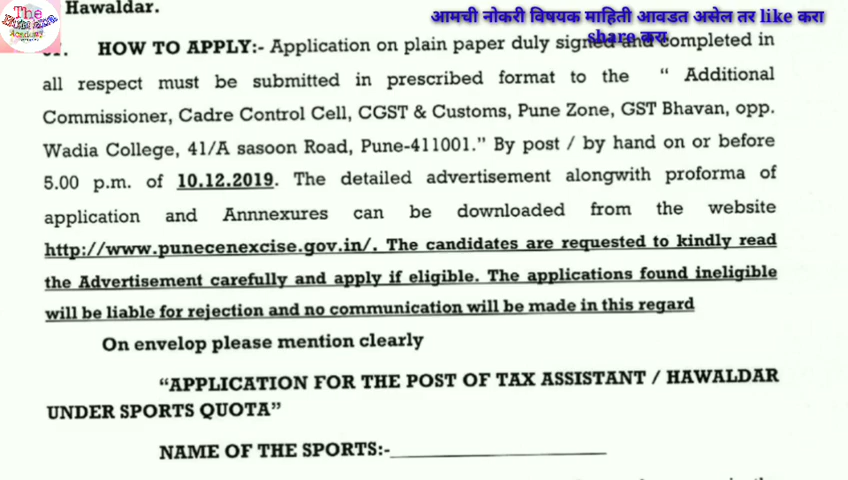 The
Academy
Hawaldar.
आमची नोकरी विषयक माहिती आवडत असेल तर like करा
share करा
HOW TO APPLY:- Application on plain paper duly signed and completed in
all respect must be submitted in prescribed format to the “ Additional
Commissioner, Cadre Control Cell, CGST & Customs, Pune Zone, GST Bhavan, opp.
Wadia College, 41/A sasoon Road, Pune-411001.” By post / by hand on or before
5.00 p.m. of 10.12.2019. The detailed advertisement alongwith proforma of
application and Annnexures can be downloaded from the website
http://www.punecenexcise.gov.in/. The candidates are requested to kindly read
the Advertisement carefully and apply if eligible. The applications found ineligible
will be liable for rejection and no communication will be made in this regard
On envelop please mention clearly
“APPLICATION FOR THE POST OF TAX ASSISTANT / HAWALDAR
UNDER SPORTS QUOTA”
NAME OF THE SPORTS:-